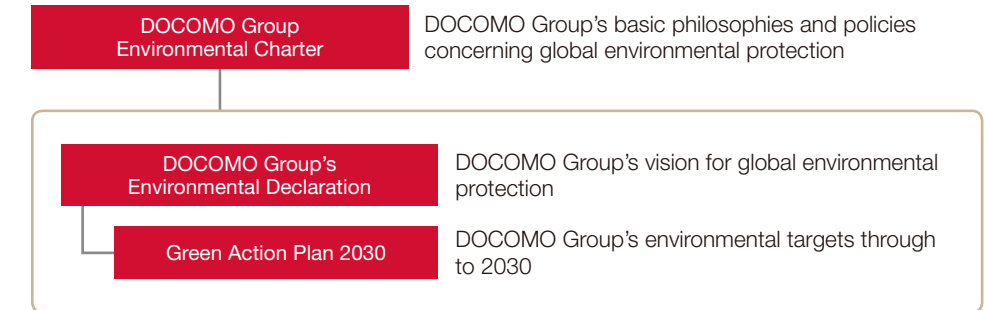 DOCOMO Group
Environmental Charter
DOCOMO Group’s basic philosophies and policies
concerning global environmental protection
DOCOMO Group’s
Environmental Declaration
DOCOMO Group’s vision for global environmental
protection
Green Action Plan 2030
DOCOMO Group’s environmental targets through
to 2030